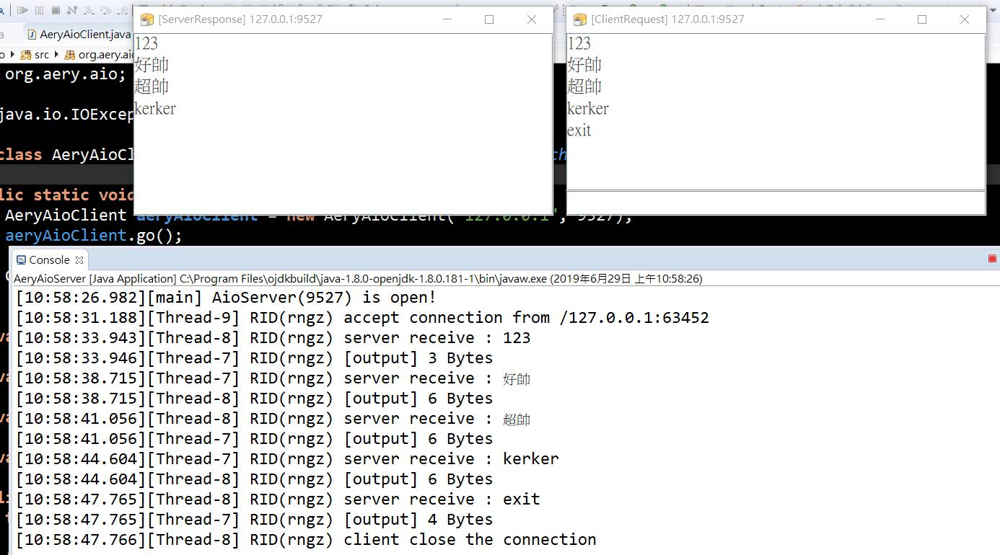 [ServerResponse] 127.0.0.1:9527
[ClientRequest] 127.0.0.1:9527
123
好帥
超帥
kerker
123
好帥
超帥
kerker
exit
AeryAioClient.java
src
org.aery.aio
org.aery.aio;
java.io.IOExcep
class AeryAioCl
ch
lic static void
AeryAioClient aeryAioClient = new AeryAioClient("127.0.0.1", 9527);
aeryAioClient.go();
Console
AeryAioServer [Java Application] C:\Program Files\ojdkbuild\java-1.8.0-openjdk-1.8.0.181-1\bin\javaw.exe (2019年6月29日 上午10:58:26)
[10:58:26.982][main] AioServer(9527) is open!
[10:58:31.188][Thread-9] RID(rngz) accept connection from /127.0.0.1:63452
[10:58:33.943][Thread-8] RID(rngz) server receive : 123
[10:58:33.946][Thread-7] RID(rngz) [output] 3 Bytes
[10:58:38.715][Thread-7] RID(rngz) server receive : 好帥
[10:58:38.715][Thread-8] RID(rngz) [output] 6 Bytes
[10:58:41.056][Thread-8] RID(rngz) server receive : 超帥
[10:58:41.056][Thread-7] RID(rngz) [output] 6 Bytes
[10:58:44.604][Thread-7] RID(rngz) server receive : kerker
[10:58:44.604][Thread-8] RID(rngz) [output] 6 Bytes
[10:58:47.765][Thread-8] RID(rngz) server receive : exit
[10:58:47.765][Thread-7] RID(rngz) [output] 4 Bytes
[10:58:47.766][Thread-8] RID(rngz) client close the connection